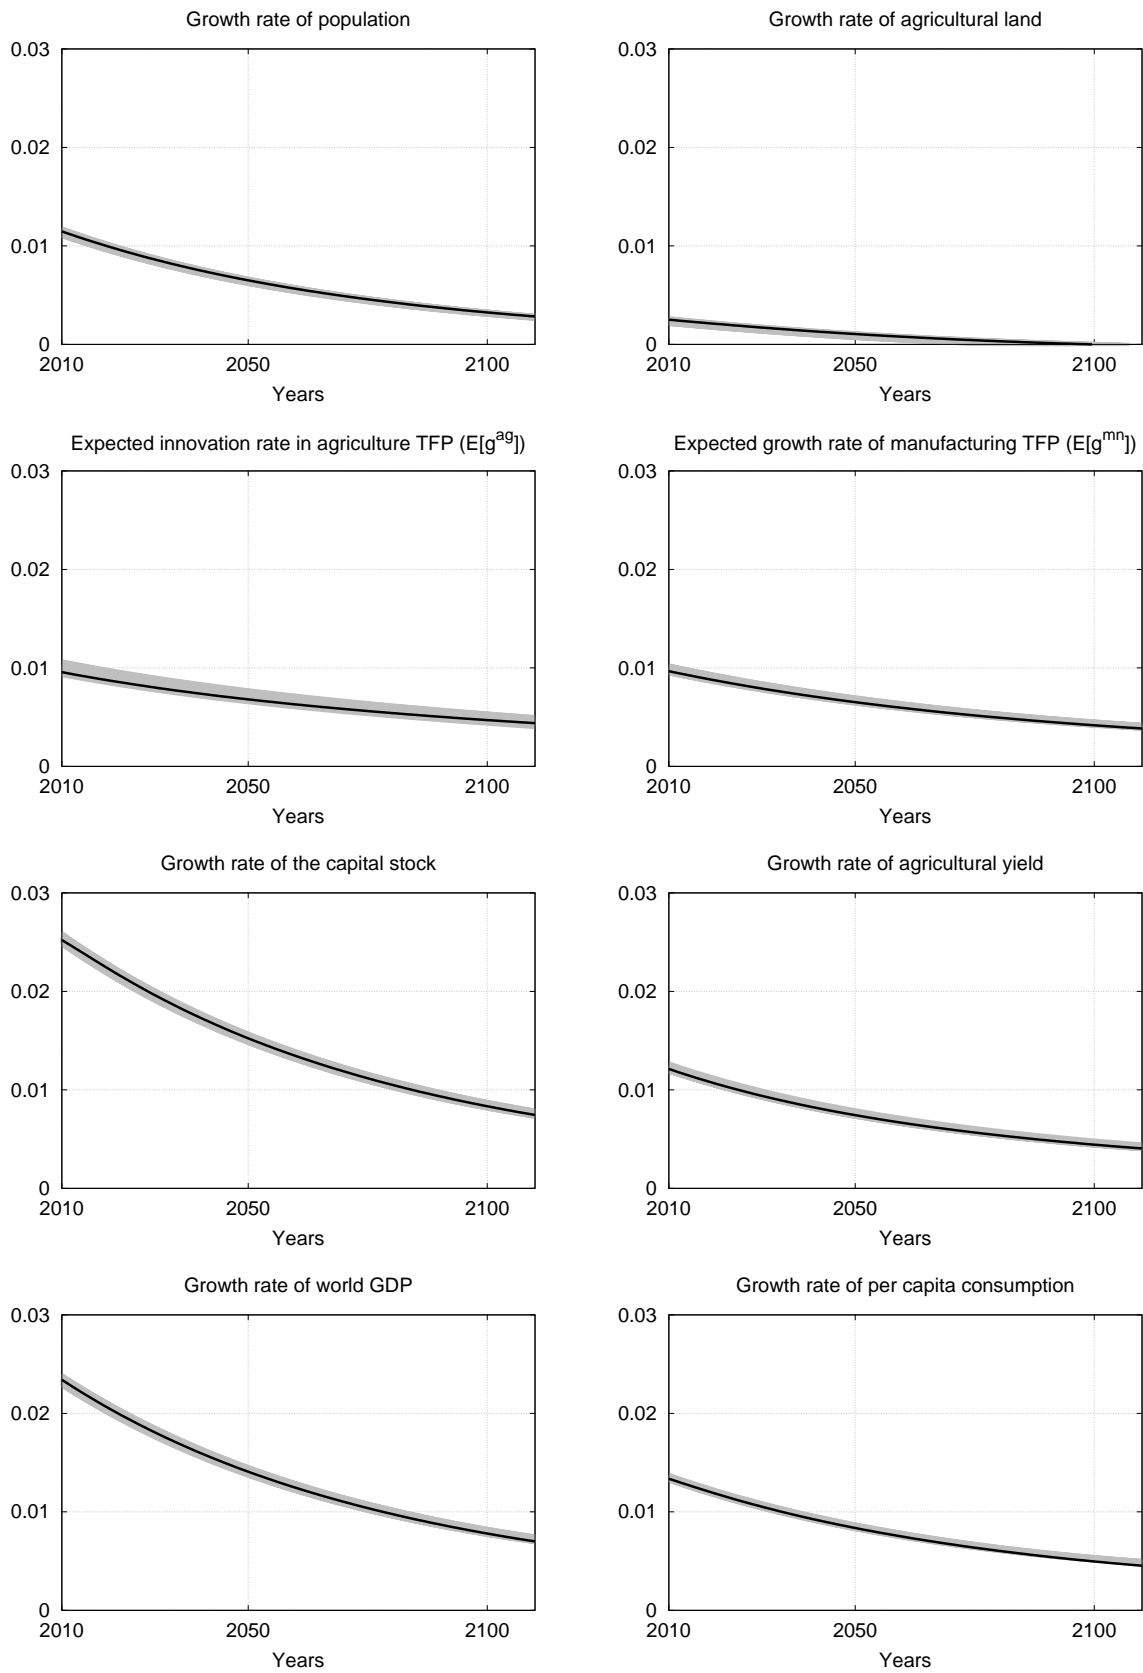 Growth rate of population
0.03
0.02
0.01
0
2010 2050 2100
Years
Growth rate of agricultural land
0.03
0.02
0.01
0
2010 2050 2100
Years
Expected innovation rate in agriculture TFP (E[g^ag])
0.03
0.02
0.01
0
2010 2050 2100
Years
Expected growth rate of manufacturing TFP (E[g^mn])
0.03
0.02
0.01
0
2010 2050 2100
Years
Growth rate of the capital stock
0.03
0.02
0.01
0
2010 2050 2100
Years
Growth rate of agricultural yield
0.03
0.02
0.01
0
2010 2050 2100
Years
Growth rate of world GDP
0.03
0.02
0.01
0
2010 2050 2100
Years
Growth rate of per capita consumption
0.03
0.02
0.01
0
2010 2050 2100
Years